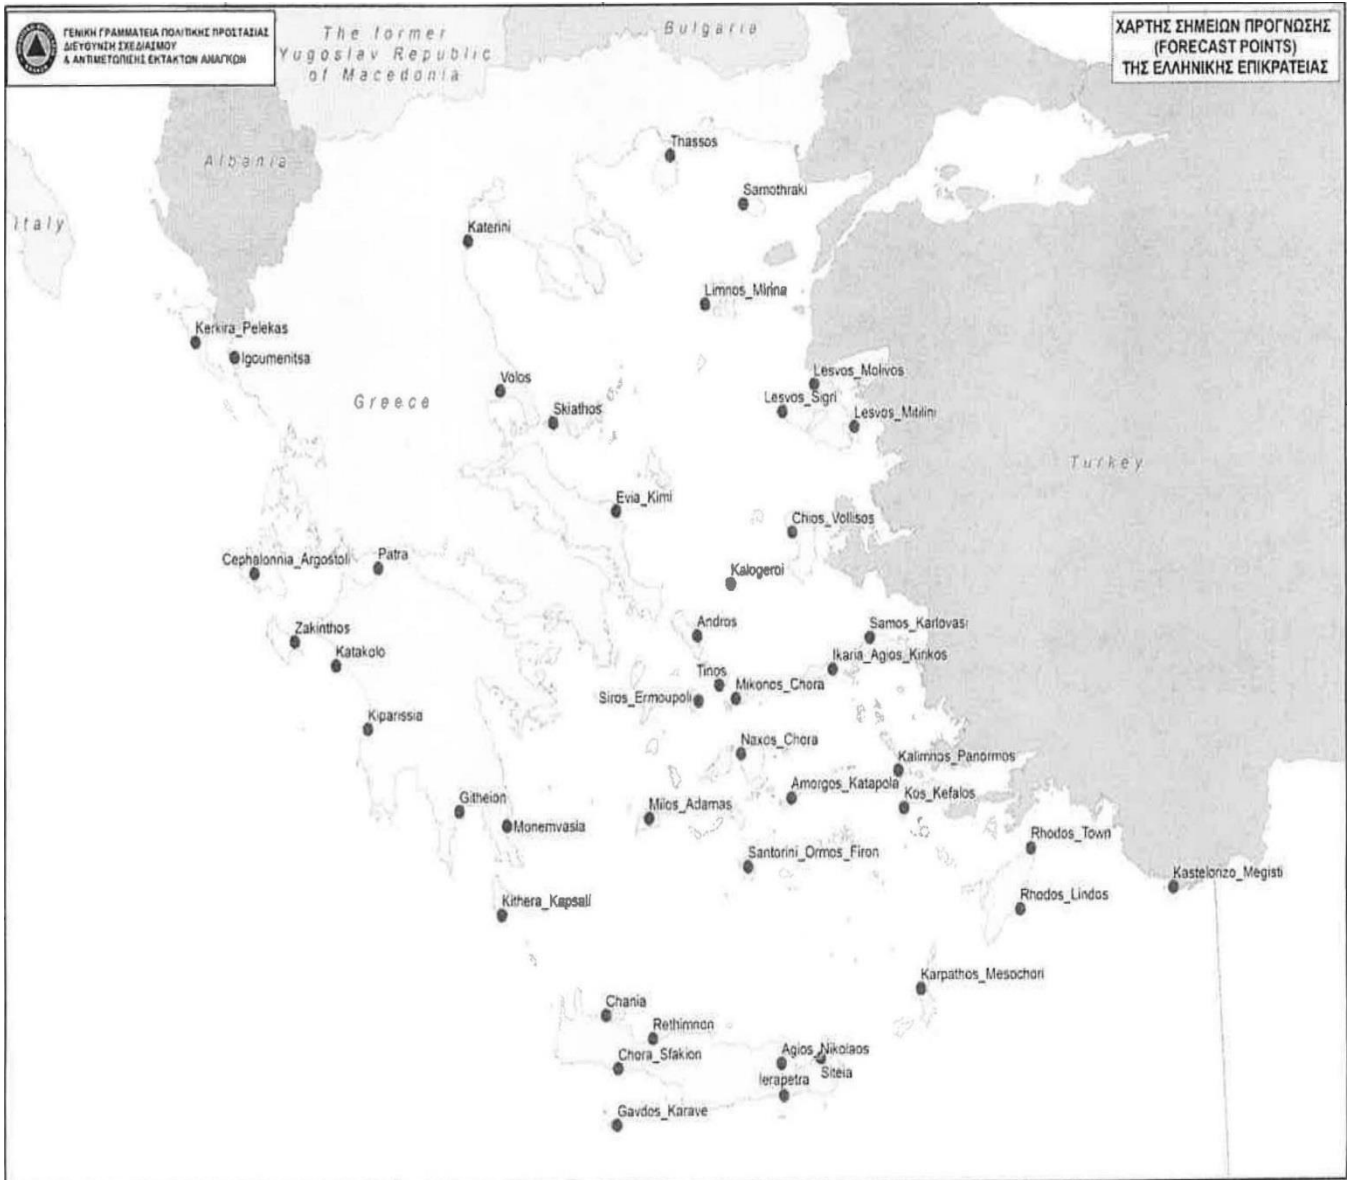 ΓΕΝΙΚΗ ΓΡΑΜΜΑΤΕΙΑ ΠΟΛΙΤΙΚΗΣ ΠΡΟΣΤΑΣΙΑΣ
ΔΙΕΥΘΥΝΣΗ ΣΧΕΔΙΑΣΜΟΥ
& ΑΝΤΙΜΕΤΩΠΙΣΗΣ ΕΚΤΑΚΤΩΝ ΑΝΑΓΚΩΝ
The former
Yugoslav Republic
of Macedonia
Bulgaria
ΧΑΡΤΗΣ ΣΗΜΕΙΩΝ ΠΡΟΓΝΩΣΗΣ
(FORECAST POINTS)
ΤΗΣ ΕΛΛΗΝΙΚΗΣ ΕΠΙΚΡΑΤΕΙΑΣ
Albania
Thassos
Samothraki
Italy
Katerini
Limnos_Mirina
Kerkira_Pelekas
Igoumenitsa
Volos
Lesvos_Molivos
Greece
Skiathos
Lesvos_Sigri
Lesvos_Mitilini
Turkey
Evia_Kimi
Chios_Vollisos
Cephalonnia_Argostoli
Patra
Kalogeroi
Zakinthos
Andros
Samos_Karlovasi
Katakolo
Ikaria_Agios_Kirikos
Tinos
Siros_Ermoupoli
Mikonos_Chora
Kiparissia
Naxos_Chora
Kalimnos_Panormos
Amorgos_Katapola
Kos_Kefalos
Githeion
Milos_Adamas
Monemvasia
Rhodos_Town
Santorini_Ormos_Firon
Kastelorizo_Megisti
Rhodos_Lindos
Kithera_Kapsali
Karpathos_Mesochori
Chania
Rethimnon
Chora_Sfakion
Agios_Nikolaos
Siteia
Ierapetra
Gavdos_Karave